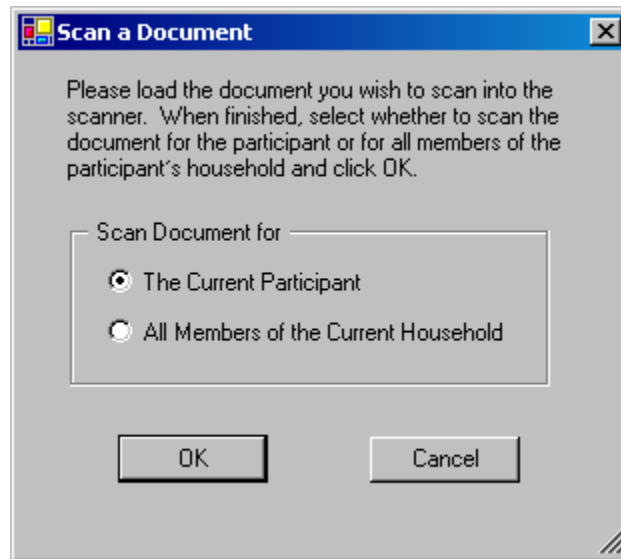 Scan a Document
Please load the document you wish to scan into the
scanner.  When finished, select whether to scan the
document for the participant or for all members of the
participant's household and click OK.
Scan Document for
The Current Participant
All Members of the Current Household
OK
Cancel